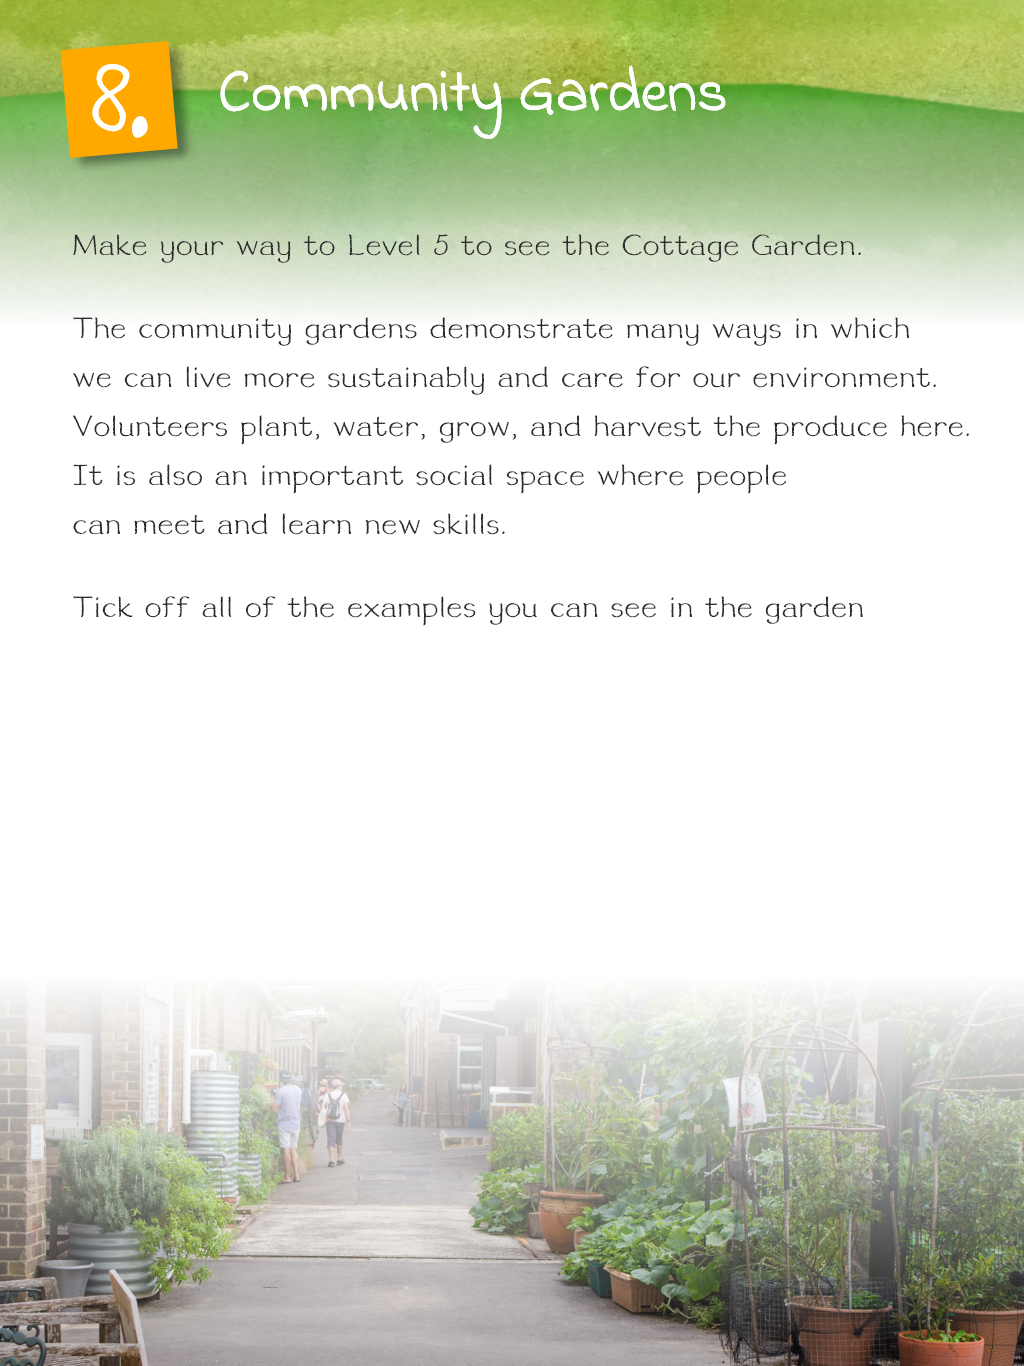 8.
Community Gardens
Make your way to Level 5 to see the Cottage Garden.
The community gardens demonstrate many ways in which
we can live more sustainably and care for our environment.
Volunteers plant, water, grow, and harvest the produce here.
It is also an important social space where people
can meet and learn new skills.
Tick off all of the examples you can see in the garden